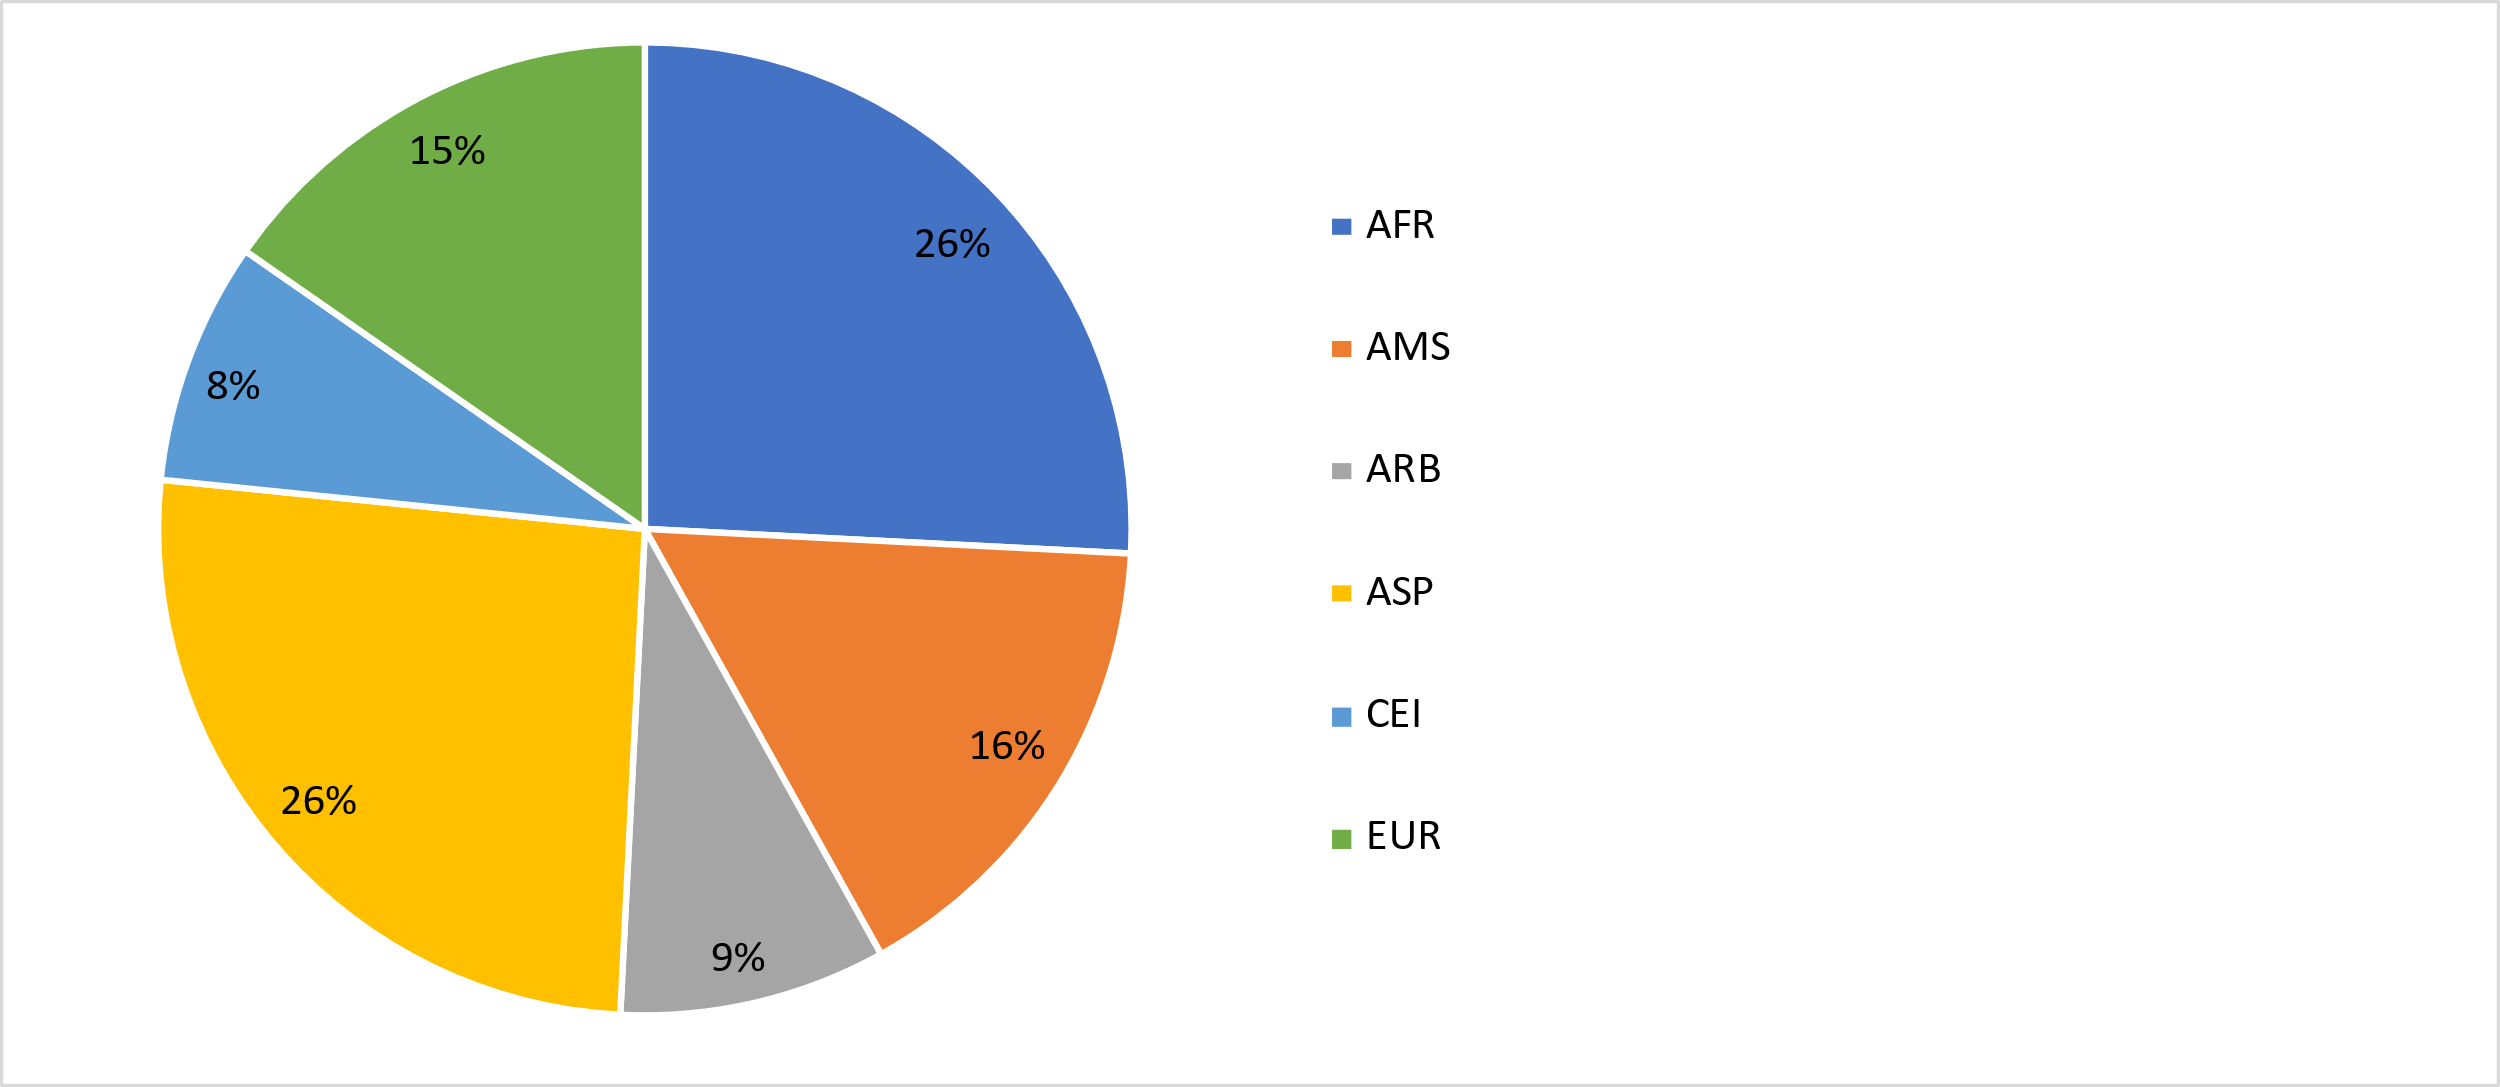 15%
26%
8%
26%
16%
9%
AFR
AMS
ARB
ASP
CEI
EUR